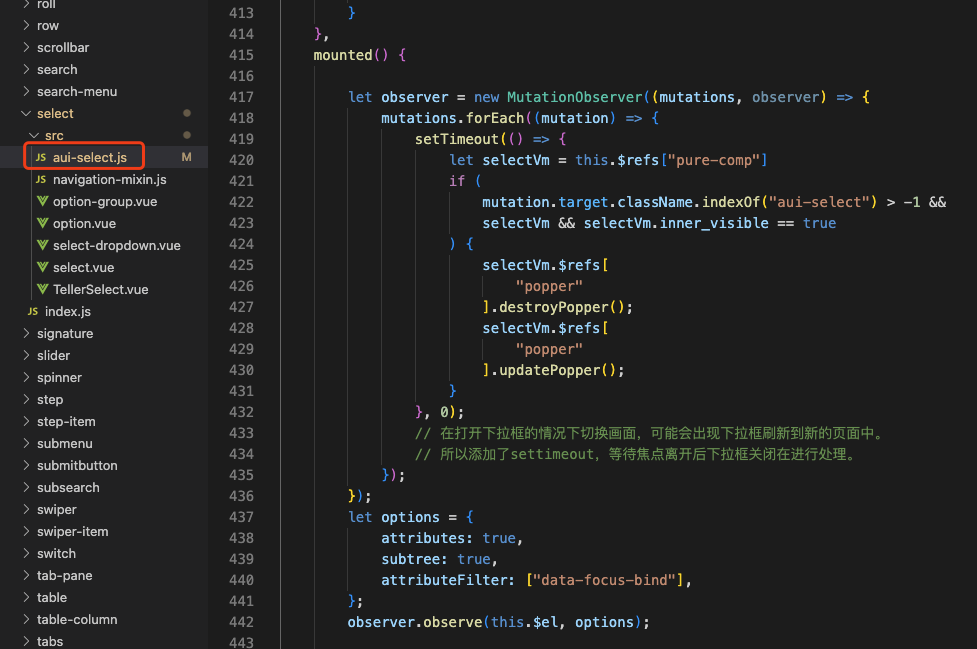 roll
row
scrollbar
search
search-menu
select
src
JS aui-select.js M
JS navigation-mixin.js
option-group.vue
option.vue
select-dropdown.vue
select.vue
TellerSelect.vue
JS index.js
signature
slider
spinner
step
step-item
submenu
submitbutton
subsearch
swiper
swiper-item
switch
tab-pane
table
table-column
tabs
413 }
414 },
415 mounted() {
416
417 let observer = new MutationObserver((mutations, observer) => {
418 mutations.forEach((mutation) => {
419 setTimeout(() => {
420 let selectVm = this.$refs["pure-comp"]
421 if (
422 mutation.target.className.indexOf("aui-select") > -1 &&
423 selectVm && selectVm.inner_visible == true
424 ) {
425 selectVm.$refs[
426 "popper"
427 ].destroyPopper();
428 selectVm.$refs[
429 "popper"
430 ].updatePopper();
431 }
432 }, 0);
433 // 在打开下拉框的情况下切换画面，可能会出现下拉框刷新到新的页面中。
434 // 所以添加了settimeout，等待焦点离开后下拉框关闭在进行处理。
435 });
436 });
437 let options = {
438 attributes: true,
439 subtree: true,
440 attributeFilter: ["data-focus-bind"],
441 };
442 observer.observe(this.$el, options);
443